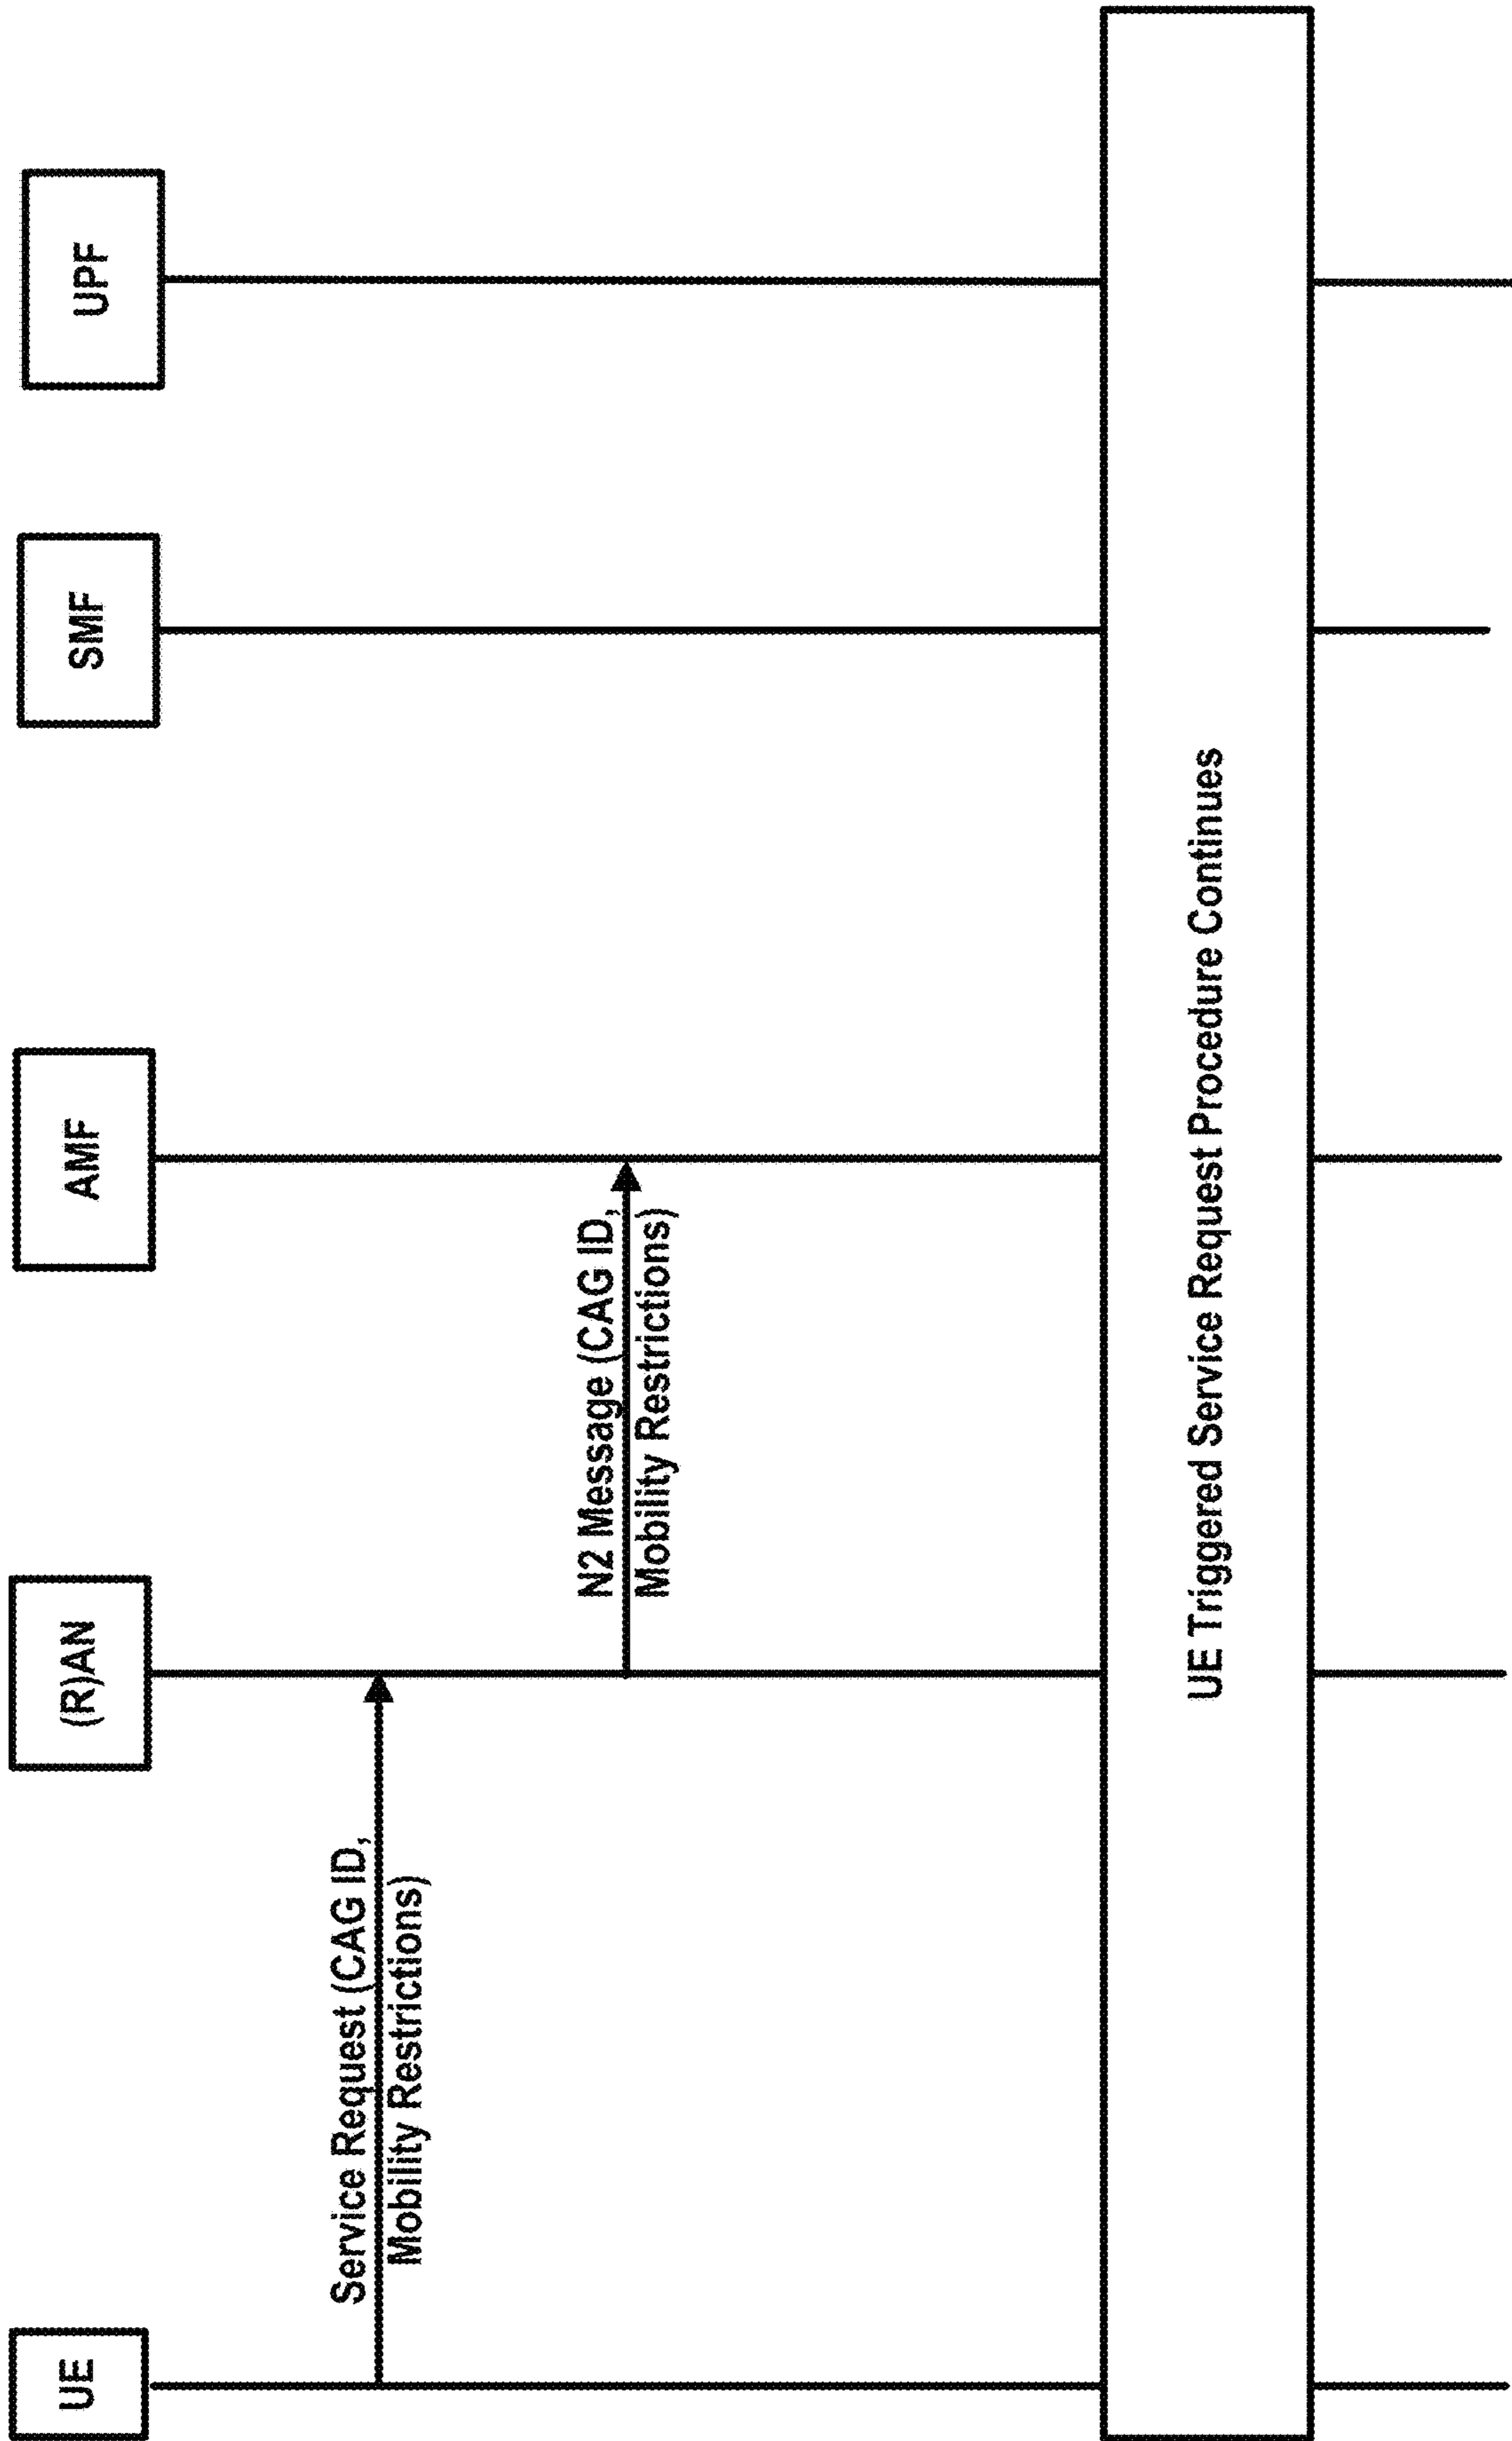 UE
(R)AN
AMF
SMF
UPF
Service Request (CAG ID,
Mobility Restrictions)
N2 Message (CAG ID,
Mobility Restrictions)
UE Triggered Service Request Procedure Continues